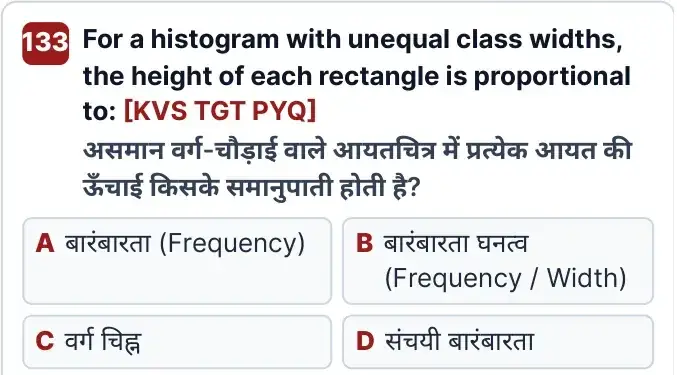 133 For a histogram with unequal class widths,
the height of each rectangle is proportional
to: [KVS TGT PYQ]
असमान वर्ग-चौड़ाई वाले आयतचित्र में प्रत्येक आयत की
ऊँचाई किसके समानुपाती होती है?
A बारंबारता (Frequency)
B बारंबारता घनत्व
(Frequency / Width)
C वर्ग चिह्न
D संचयी बारंबारता